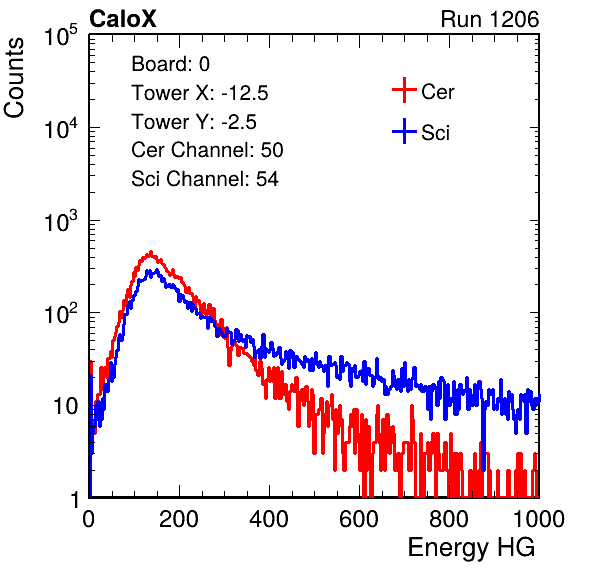 CaloX Run 1206
Counts
10^5
10^4
10^3
10^2
10
1
Board: 0
Tower X: -12.5
Tower Y: -2.5
Cer Channel: 50
Sci Channel: 54
Cer
Sci
0 200 400 600 800 1000
Energy HG